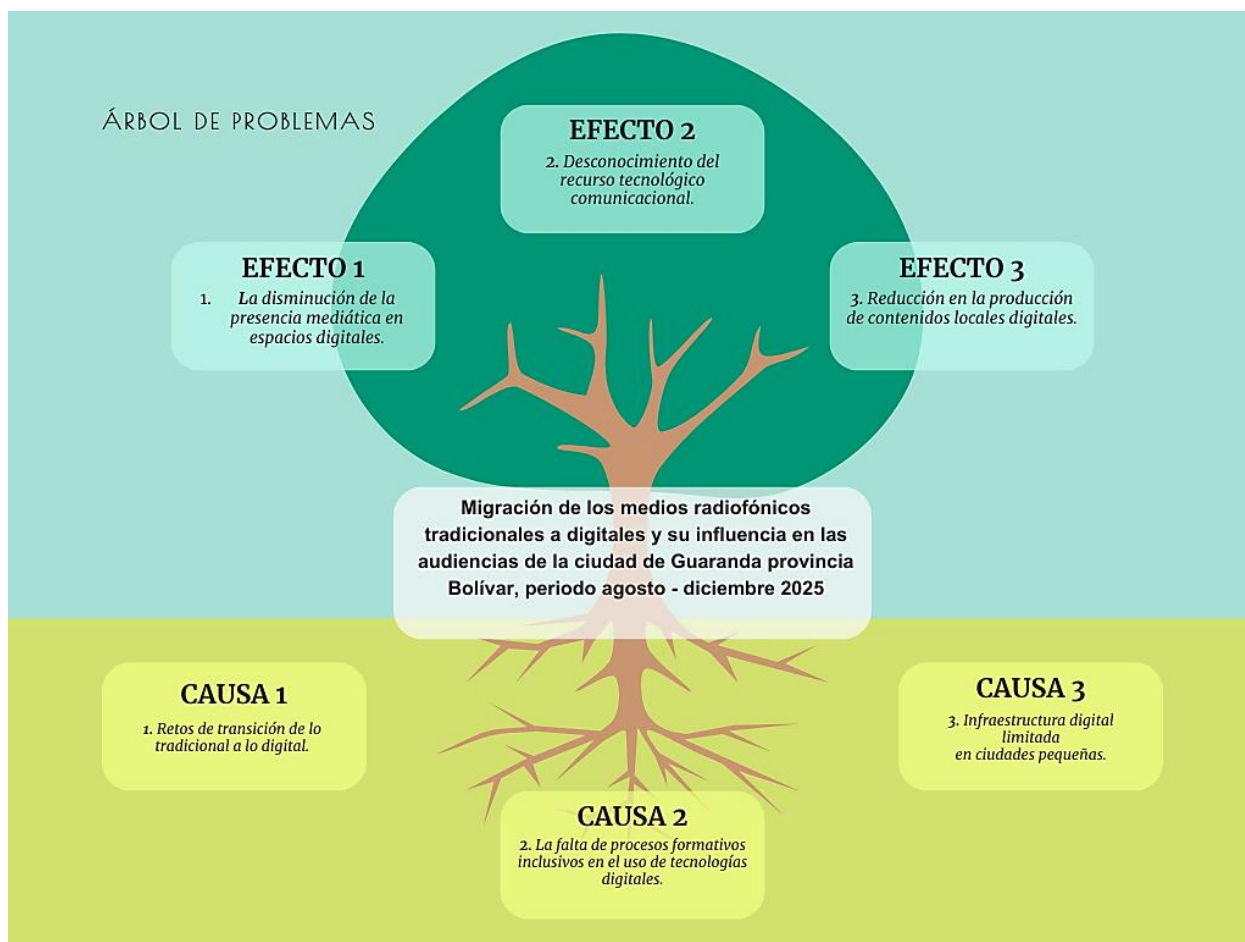 ÁRBOL DE PROBLEMAS
EFECTO 2
2. Desconocimiento del
recurso tecnológico
comunicacional.
EFECTO 1
1. La disminución de la
presencia mediática en
espacios digitales.
EFECTO 3
3. Reducción en la producción
de contenidos locales digitales.
Migración de los medios radiofónicos
tradicionales a digitales y su influencia en las
audiencias de la ciudad de Guaranda provincia
Bolívar, periodo agosto - diciembre 2025
CAUSA 1
1. Retos de transición de lo
tradicional a lo digital.
CAUSA 3
3. Infraestructura digital
limitada
en ciudades pequeñas.
CAUSA 2
2. La falta de procesos formativos
inclusivos en el uso de tecnologías
digitales.